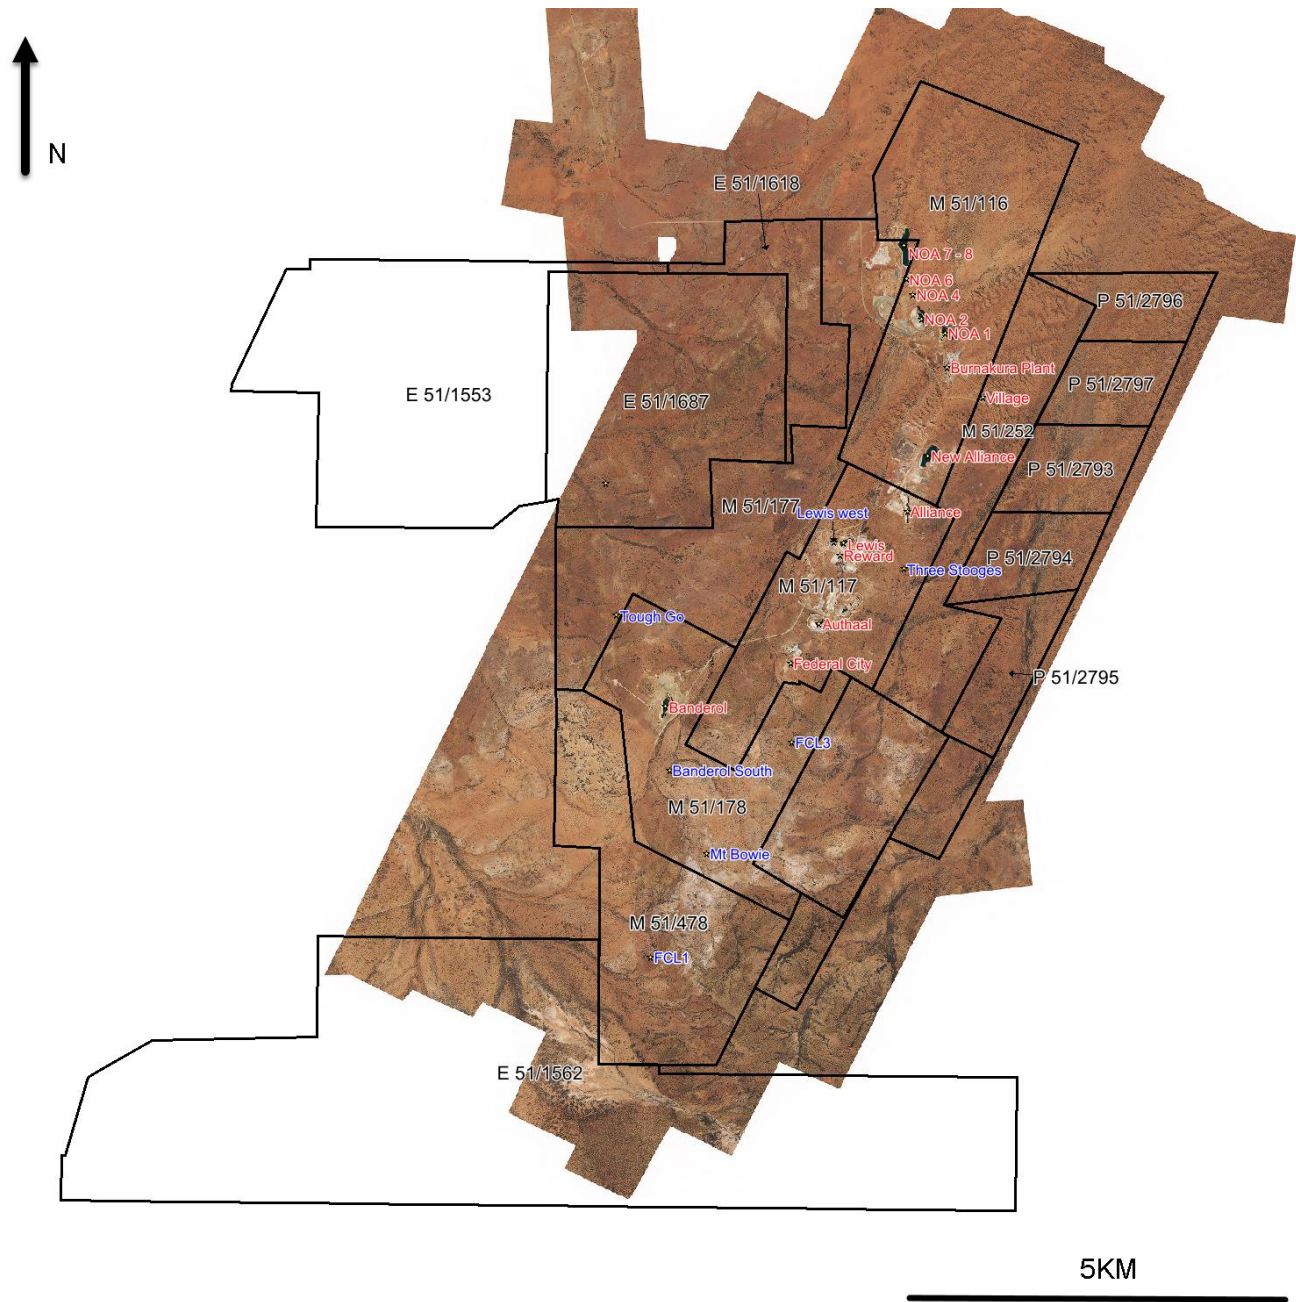 N
E 51/1618
M 51/116
NOA 7 - 8
NOA 6
NOA 4
P 51/2796
NOA 2
NOA 1
Burnakura Plant
P 51/2797
E 51/1553
E 51/1687
Village
M 51/252
New Alliance
P 51/2793
M 51/177
Lewis west
Alliance
Lewis
Reward
P 51/2794
Three Stooges
M 51/117
Tough Go
Authaal
Federal City
P 51/2795
Banderol
FCL3
Banderol South
M 51/178
Mt Bowie
M 51/478
FCL1
E 51/1562
5KM